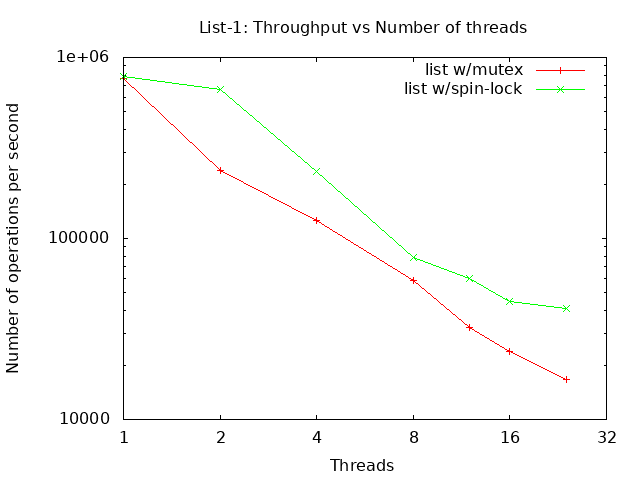 List-1: Throughput vs Number of threads
Number of operations per second
1e+06
100000
10000
list w/mutex
list w/spin-lock
1 2 4 8 16 32
Threads